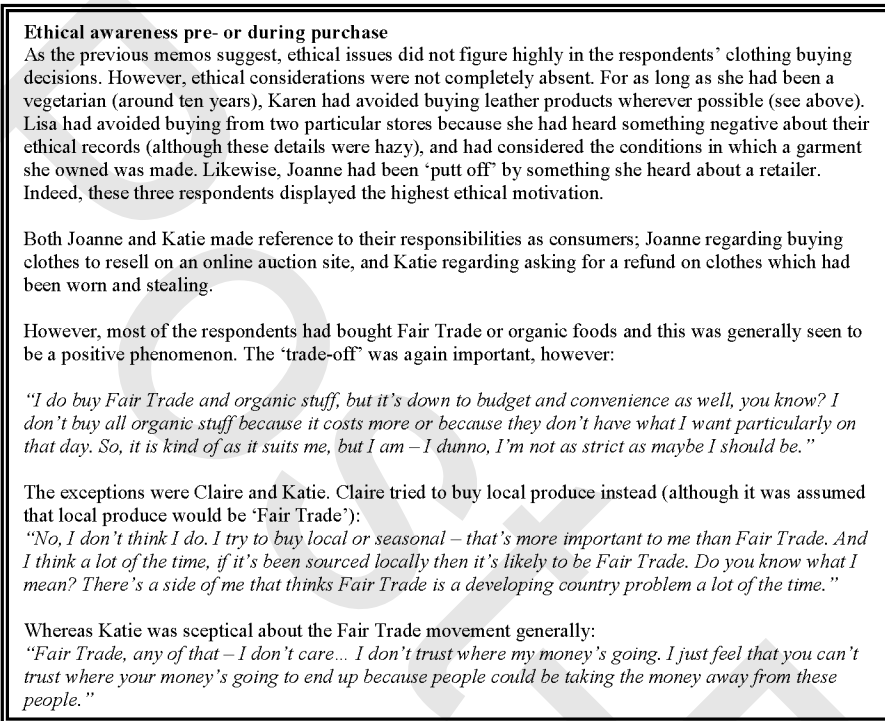 Ethical awareness pre- or during purchase
As the previous memos suggest, ethical issues did not figure highly in the respondents’ clothing buying
decisions. However, ethical considerations were not completely absent. For as long as she had been a
vegetarian (around ten years), Karen had avoided buying leather products wherever possible (see above).
Lisa had avoided buying from two particular stores because she had heard something negative about their
ethical records (although these details were hazy), and had considered the conditions in which a garment
she owned was made. Likewise, Joanne had been ‘putt off’ by something she heard about a retailer.
Indeed, these three respondents displayed the highest ethical motivation.
Both Joanne and Katie made reference to their responsibilities as consumers; Joanne regarding buying
clothes to resell on an online auction site, and Katie regarding asking for a refund on clothes which had
been worn and stealing.
However, most of the respondents had bought Fair Trade or organic foods and this was generally seen to
be a positive phenomenon. The ‘trade-off’ was again important, however:
“I do buy Fair Trade and organic stuff, but it’s down to budget and convenience as well, you know? I
don’t buy all organic stuff because it costs more or because they don’t have what I want particularly on
that day. So, it is kind of as it suits me, but I am – I dunno, I’m not as strict as maybe I should be.”
The exceptions were Claire and Katie. Claire tried to buy local produce instead (although it was assumed
that local produce would be ‘Fair Trade’):
“No, I don’t think I do. I try to buy local or seasonal – that’s more important to me than Fair Trade. And
I think a lot of the time, if it’s been sourced locally then it’s likely to be Fair Trade. Do you know what I
mean? There’s a side of me that thinks Fair Trade is a developing country problem a lot of the time.”
Whereas Katie was sceptical about the Fair Trade movement generally:
“Fair Trade, any of that – I don’t care… I don’t trust where my money’s going. I just feel that you can’t
trust where your money’s going to end up because people could be taking the money away from these
people.”